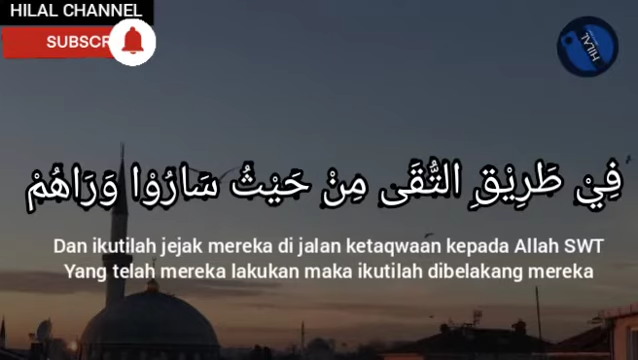 HILAL CHANNEL
SUBSCR
HILAL
فِيْ طَرِيْقِ التُّقَى مِنْ حَيْثُ سَارُوْا وَرَاهُمْ
Dan ikutilah jejak mereka di jalan ketaqwaan kepada Allah SWT
Yang telah mereka lakukan maka ikutilah dibelakang mereka